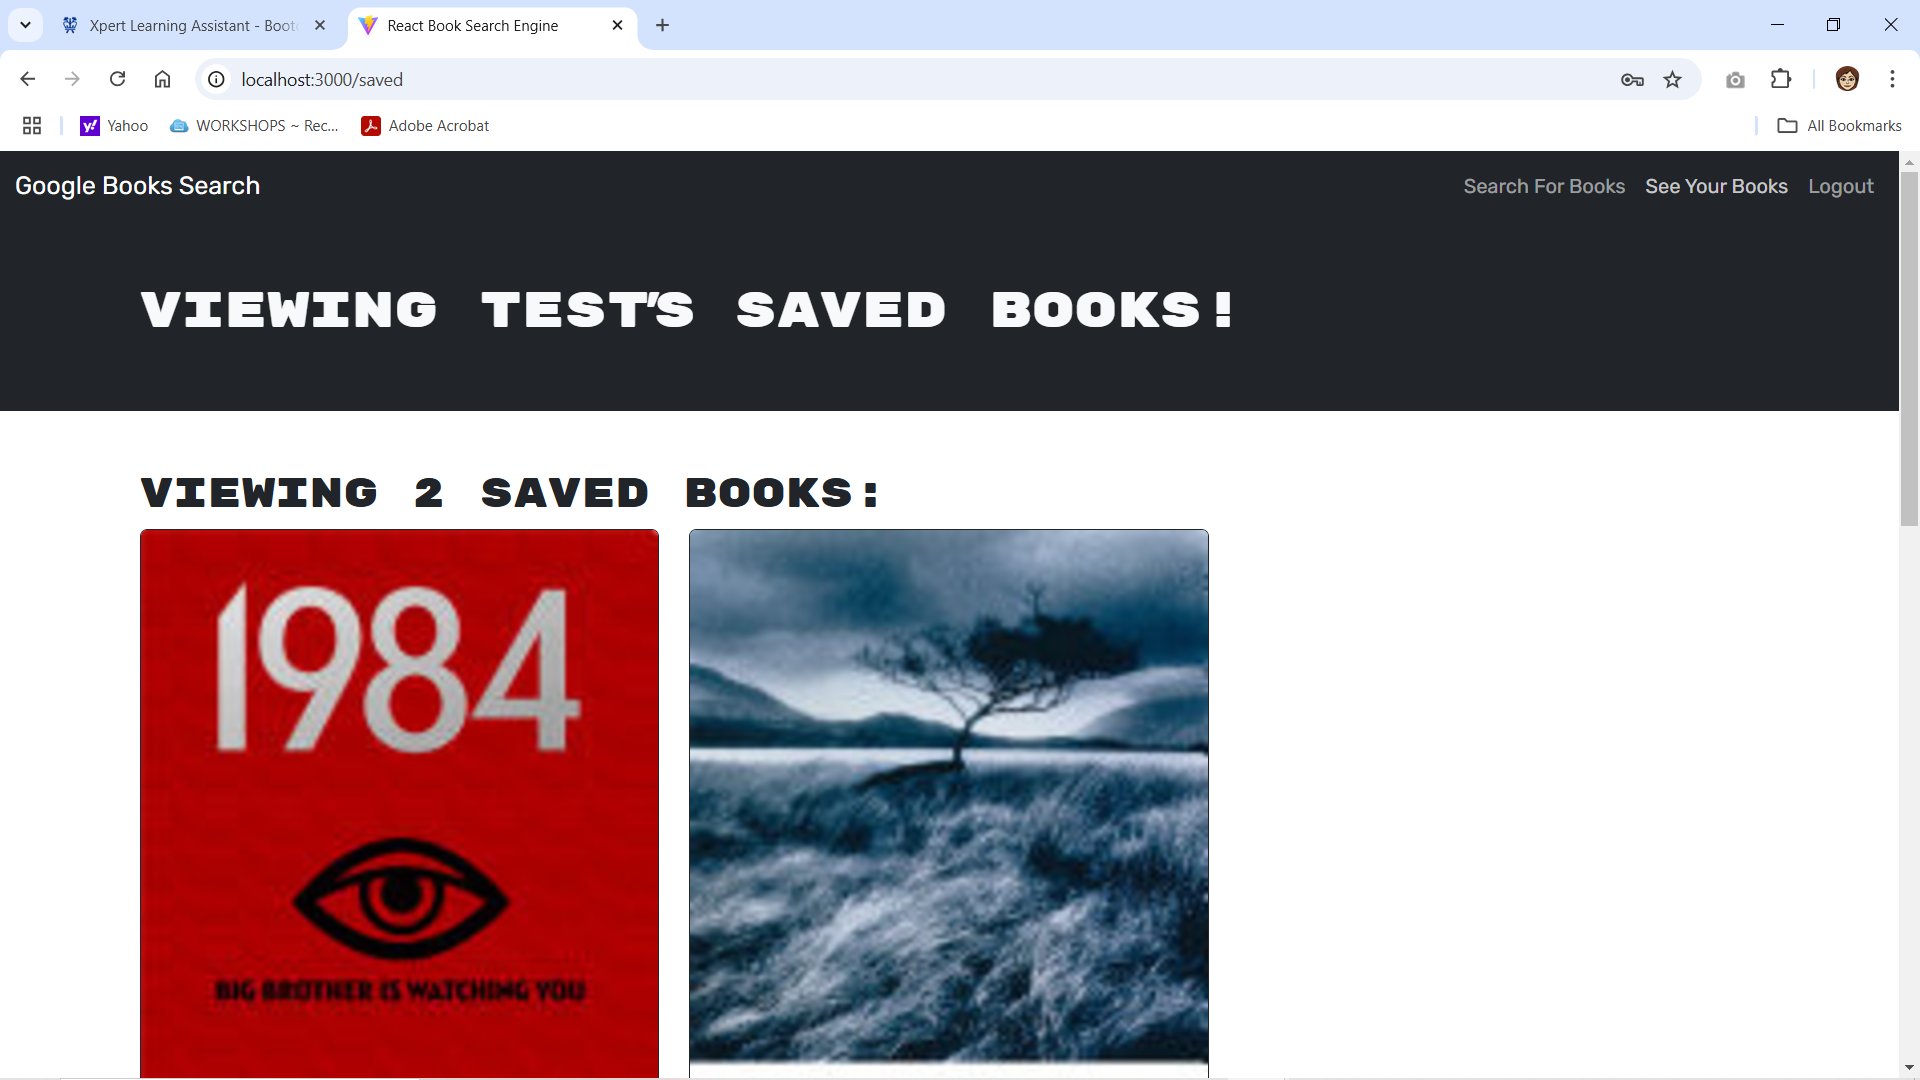 Xpert Learning Assistant - Boot
React Book Search Engine
localhost:3000/saved
y! Yahoo
WORKSHOPS ~ Rec...
Adobe Acrobat
All Bookmarks
Google Books Search
Search For Books
See Your Books
Logout
VIEWING TEST'S SAVED BOOKS!
VIEWING 2 SAVED BOOKS:
1984
BIG BROTHER IS WATCHING YOU